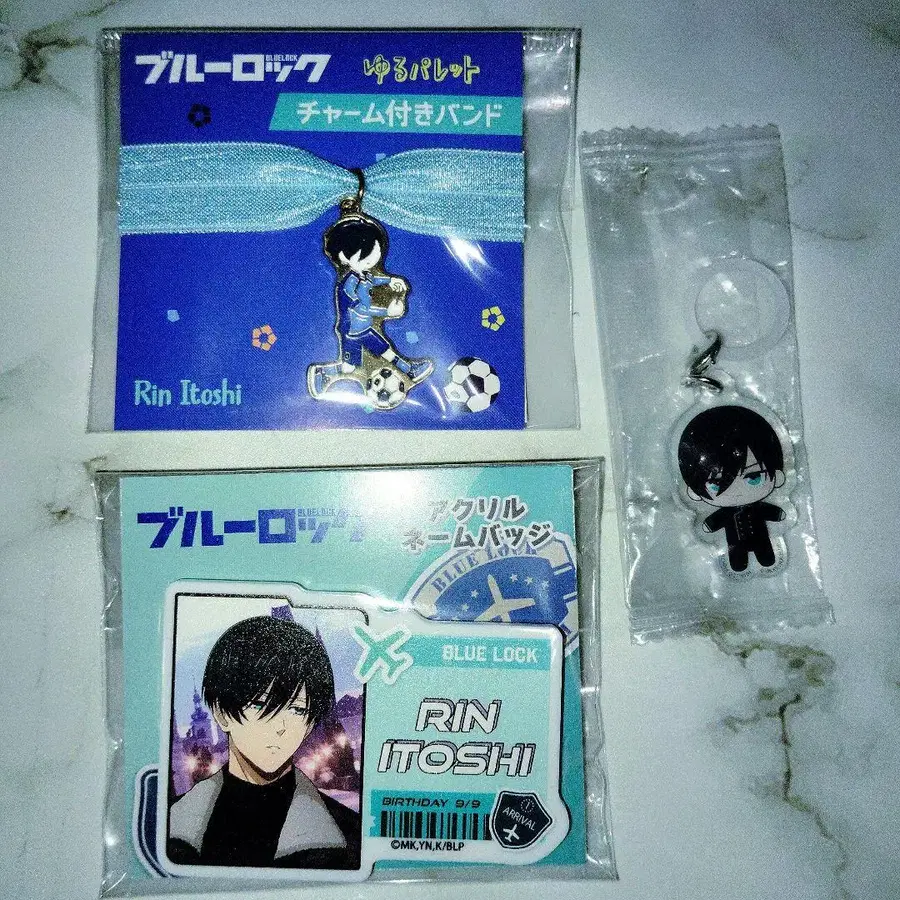 ブルーロック
BLUELOCK
ゆるパレット
チャーム付きバンド
Rin Itoshi
ブルーロック
BLUELOCK
アクリル
ネームバッジ
BLUE LOCK
BLUE LOCK
RIN
ITOSHI
BIRTHDAY 9/9
ARRIVAL
©MK,YN,K/BLP